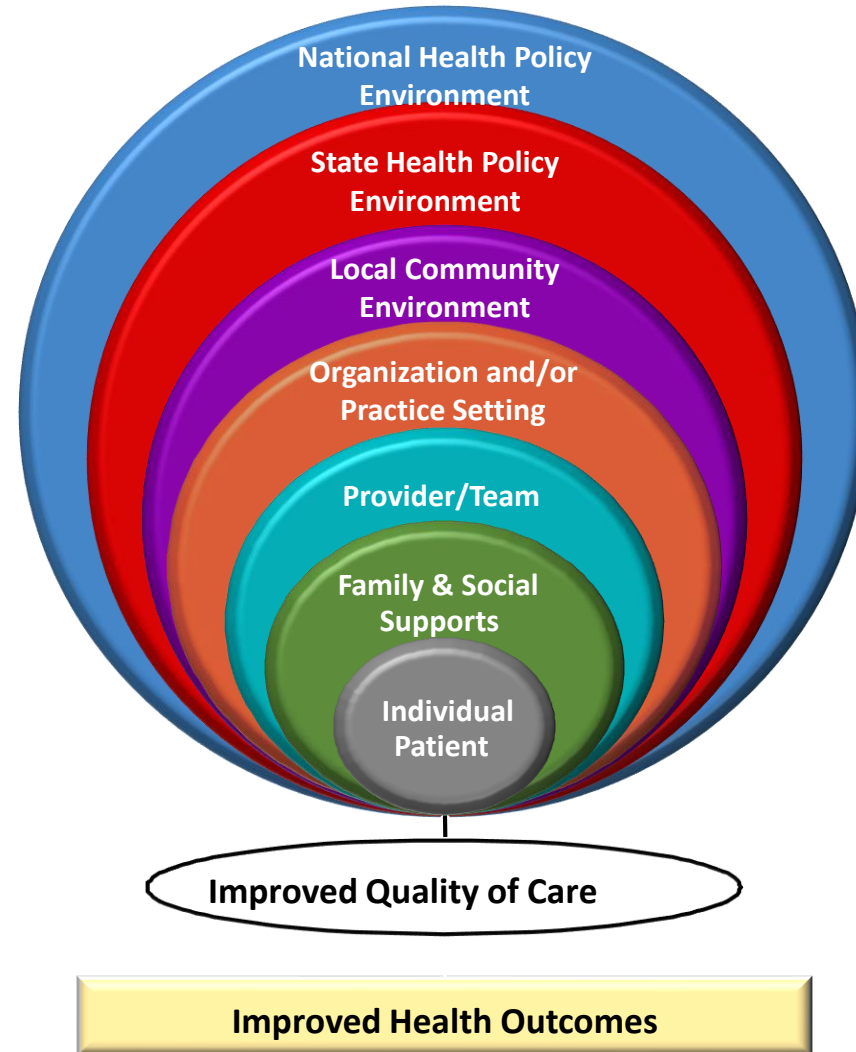 National Health Policy
Environment
State Health Policy
Environment
Local Community
Environment
Organization and/or
Practice Setting
Provider/Team
Family & Social
Supports
Individual
Patient
Improved Quality of Care
Improved Health Outcomes